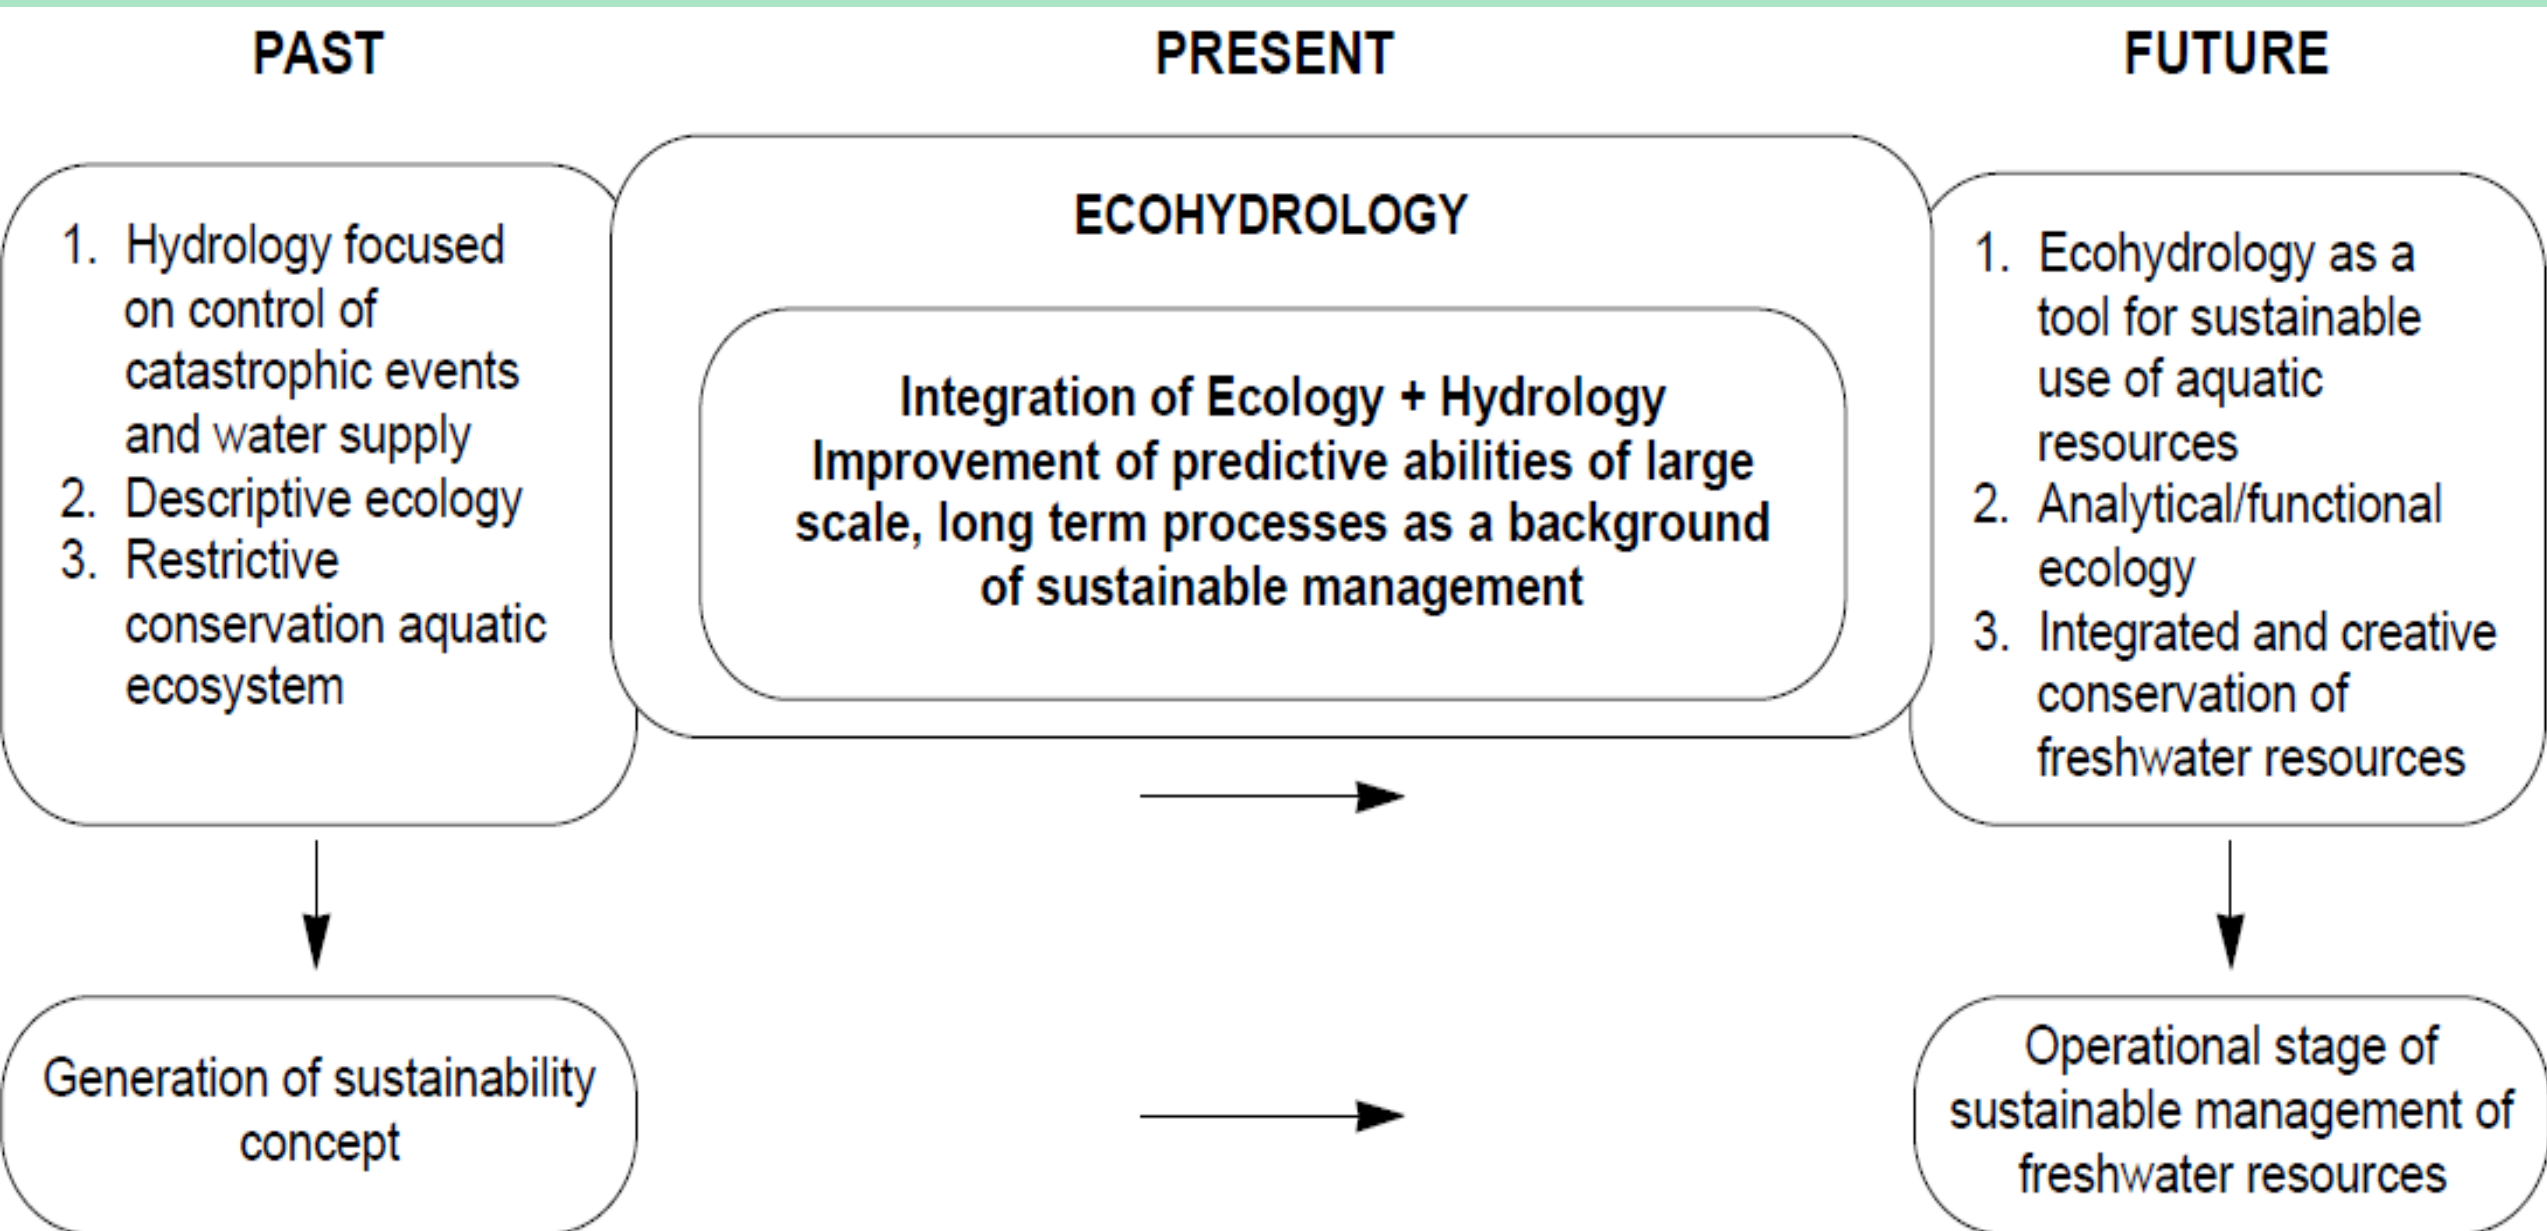 PAST
PRESENT
FUTURE
1. Hydrology focused
on control of
catastrophic events
and water supply
2. Descriptive ecology
3. Restrictive
conservation aquatic
ecosystem
ECOHYDROLOGY
Integration of Ecology + Hydrology
Improvement of predictive abilities of large
scale, long term processes as a background
of sustainable management
1. Ecohydrology as a
tool for sustainable
use of aquatic
resources
2. Analytical/functional
ecology
3. Integrated and creative
conservation of
freshwater resources
Generation of sustainability
concept
Operational stage of
sustainable management of
freshwater resources